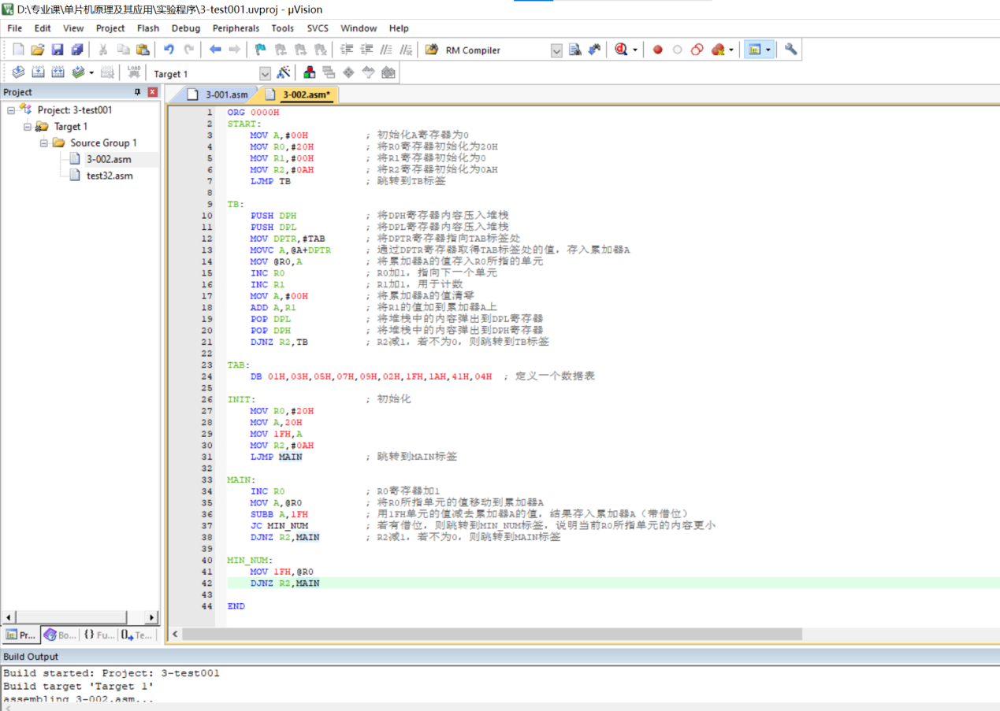 D:\专业课\单片机原理及其应用\实验程序\3-test001.uvproj - µVision
File Edit View Project Flash Debug Peripherals Tools SVCS Window Help
RM Compiler
LOAD Target 1
Project
3-001.asm 3-002.asm*
Project: 3-test001
Target 1
Source Group 1
3-002.asm
test32.asm
1 ORG 0000H
2 START:
3 MOV A,#00H ; 初始化A寄存器为0
4 MOV R0,#20H ; 将R0寄存器初始化为20H
5 MOV R1,#00H ; 将R1寄存器初始化为0
6 MOV R2,#0AH ; 将R2寄存器初始化为0AH
7 LJMP TB ; 跳转到TB标签
8
9 TB:
10 PUSH DPH ; 将DPH寄存器内容压入堆栈
11 PUSH DPL ; 将DPL寄存器内容压入堆栈
12 MOV DPTR,#TAB ; 将DPTR寄存器指向TAB标签处
13 MOVC A,@A+DPTR ; 通过DPTR寄存器取得TAB标签处的值，存入累加器A
14 MOV @R0,A ; 将累加器A的值存入R0所指的单元
15 INC R0 ; R0加1，指向下一个单元
16 INC R1 ; R1加1，用于计数
17 MOV A,#00H ; 将累加器A的值清零
18 ADD A,R1 ; 将R1的值加到累加器A上
19 POP DPL ; 将堆栈中的内容弹出到DPL寄存器
20 POP DPH ; 将堆栈中的内容弹出到DPH寄存器
21 DJNZ R2,TB ; R2减1，若不为0，则跳转到TB标签
22
23 TAB:
24 DB 01H,03H,05H,07H,09H,02H,1FH,1AH,41H,04H ; 定义一个数据表
25
26 INIT: ; 初始化
27 MOV R0,#20H
28 MOV A,20H
29 MOV 1FH,A
30 MOV R2,#0AH
31 LJMP MAIN ; 跳转到MAIN标签
32
33 MAIN:
34 INC R0 ; R0寄存器加1
35 MOV A,@R0 ; 将R0所指单元的值移动到累加器A
36 SUBB A,1FH ; 用1FH单元的值减去累加器A的值，结果存入累加器A（带借位）
37 JC MIN_NUM ; 若有借位，则跳转到MIN_NUM标签，说明当前R0所指单元的内容更小
38 DJNZ R2,MAIN ; R2减1，若不为0，则跳转到MAIN标签
39
40 MIN_NUM:
41 MOV 1FH,@R0
42 DJNZ R2,MAIN
43
44 END
Pr... Bo... {} Fu... 0 Te...
Build Output
Build started: Project: 3-test001
Build target 'Target 1'
assembling 3-002.asm...